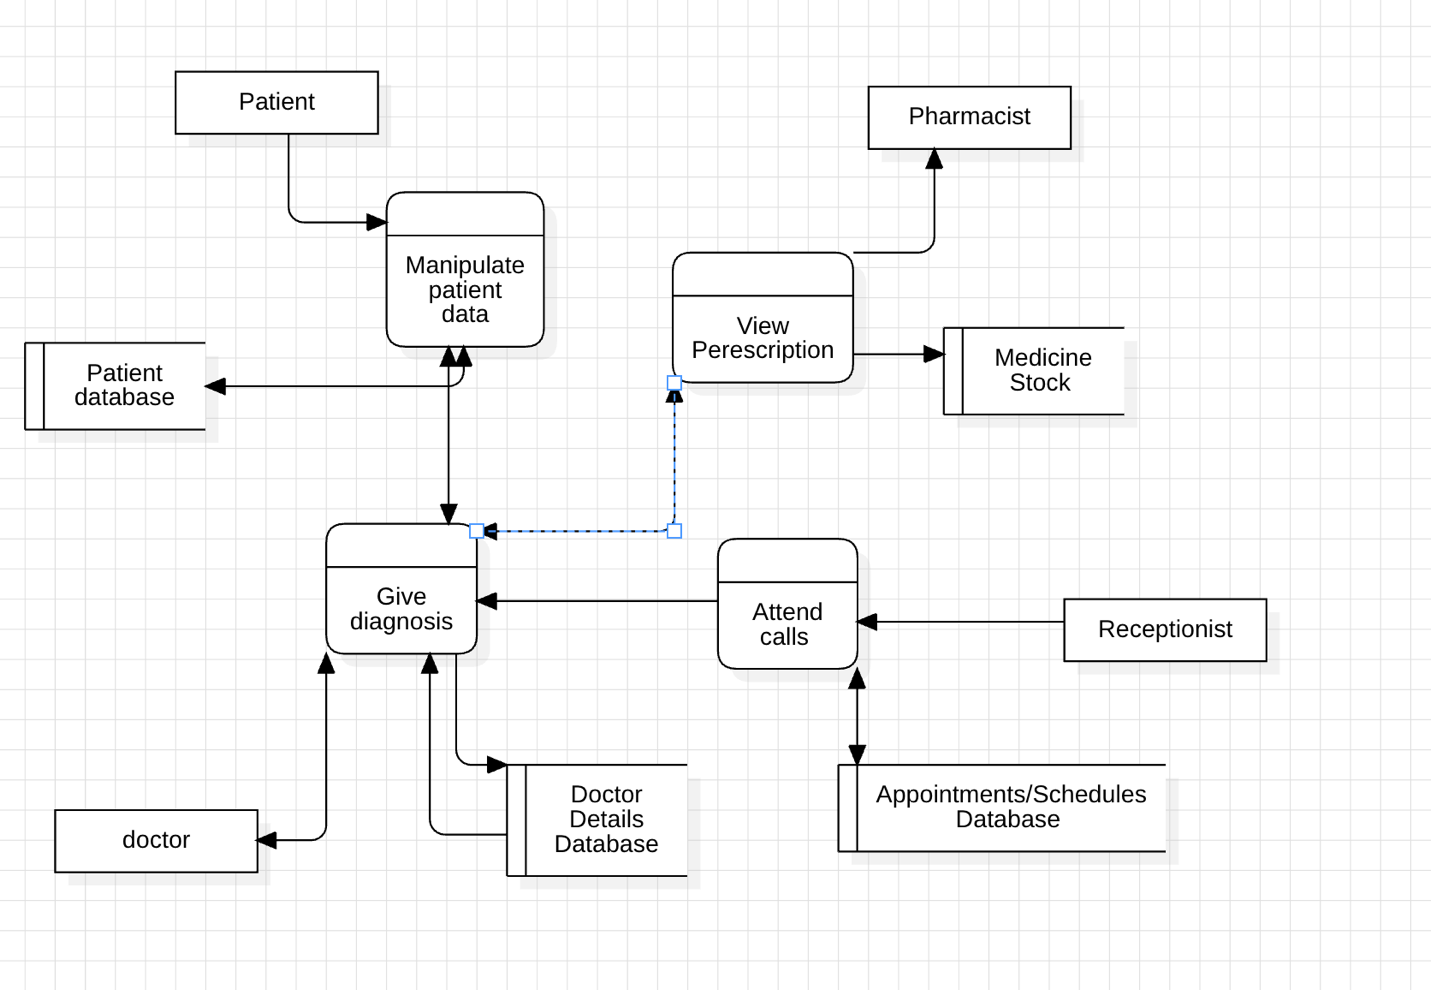 Patient
Pharmacist
Manipulate
patient
data
View
Perescription
Patient
database
Medicine
Stock
Give
diagnosis
Attend
calls
Receptionist
doctor
Doctor
Details
Database
Appointments/Schedules
Database